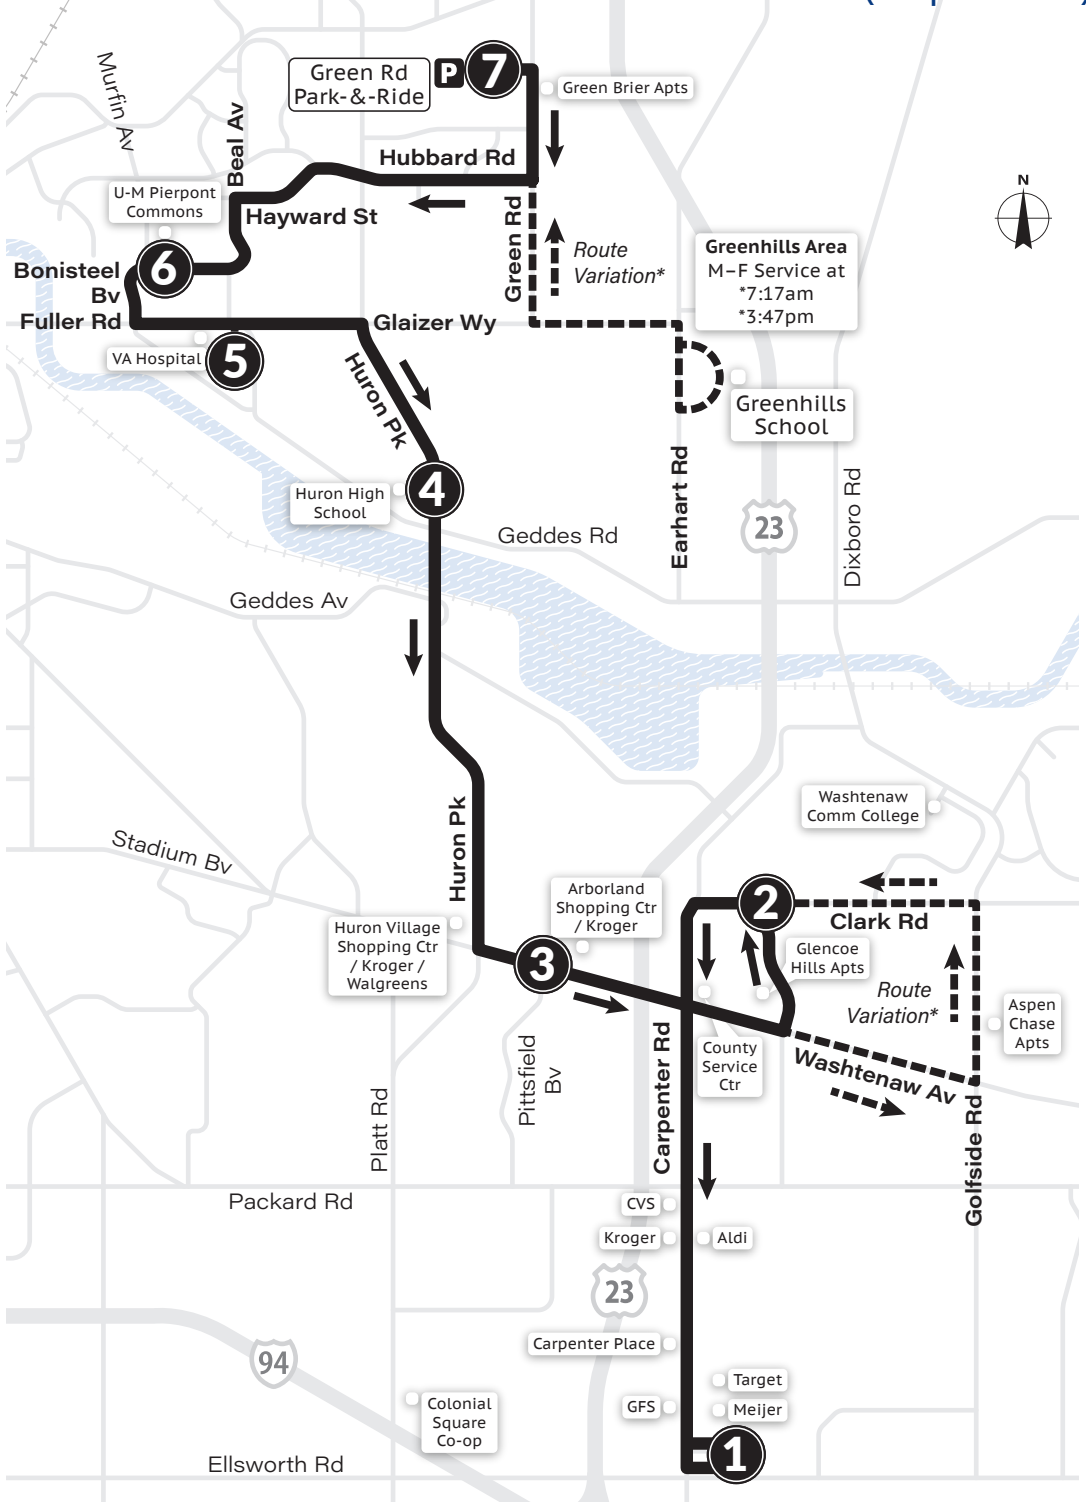 Murfin Av
Beal Av
Green Rd
Park-&-Ride
P
7
Green Brier Apts
Hubbard Rd
U-M Pierpont
Commons
Hayward St
Green Rd
Route
Variation*
Greenhills Area
M–F Service at
*7:17am
*3:47pm
N
Bonisteel
Bv
6
Fuller Rd
Glaizer Wy
VA Hospital
5
Huron Pk
Greenhills
School
4
Huron High
School
Earhart Rd
23
Dixboro Rd
Geddes Rd
Geddes Av
Huron Pk
Washtenaw
Comm College
Stadium Bv
Arborland
Shopping Ctr
/ Kroger
2
Clark Rd
Huron Village
Shopping Ctr
/ Kroger /
Walgreens
3
Glencoe
Hills Apts
Route
Variation*
Aspen
Chase
Apts
County
Service
Ctr
Washtenaw Av
Carpenter Rd
Pittsfield
Bv
Platt Rd
Golfside Rd
Packard Rd
CVS
Kroger
Aldi
23
Carpenter Place
94
Target
GFS
Meijer
Colonial
Square
Co-op
1
Ellsworth Rd